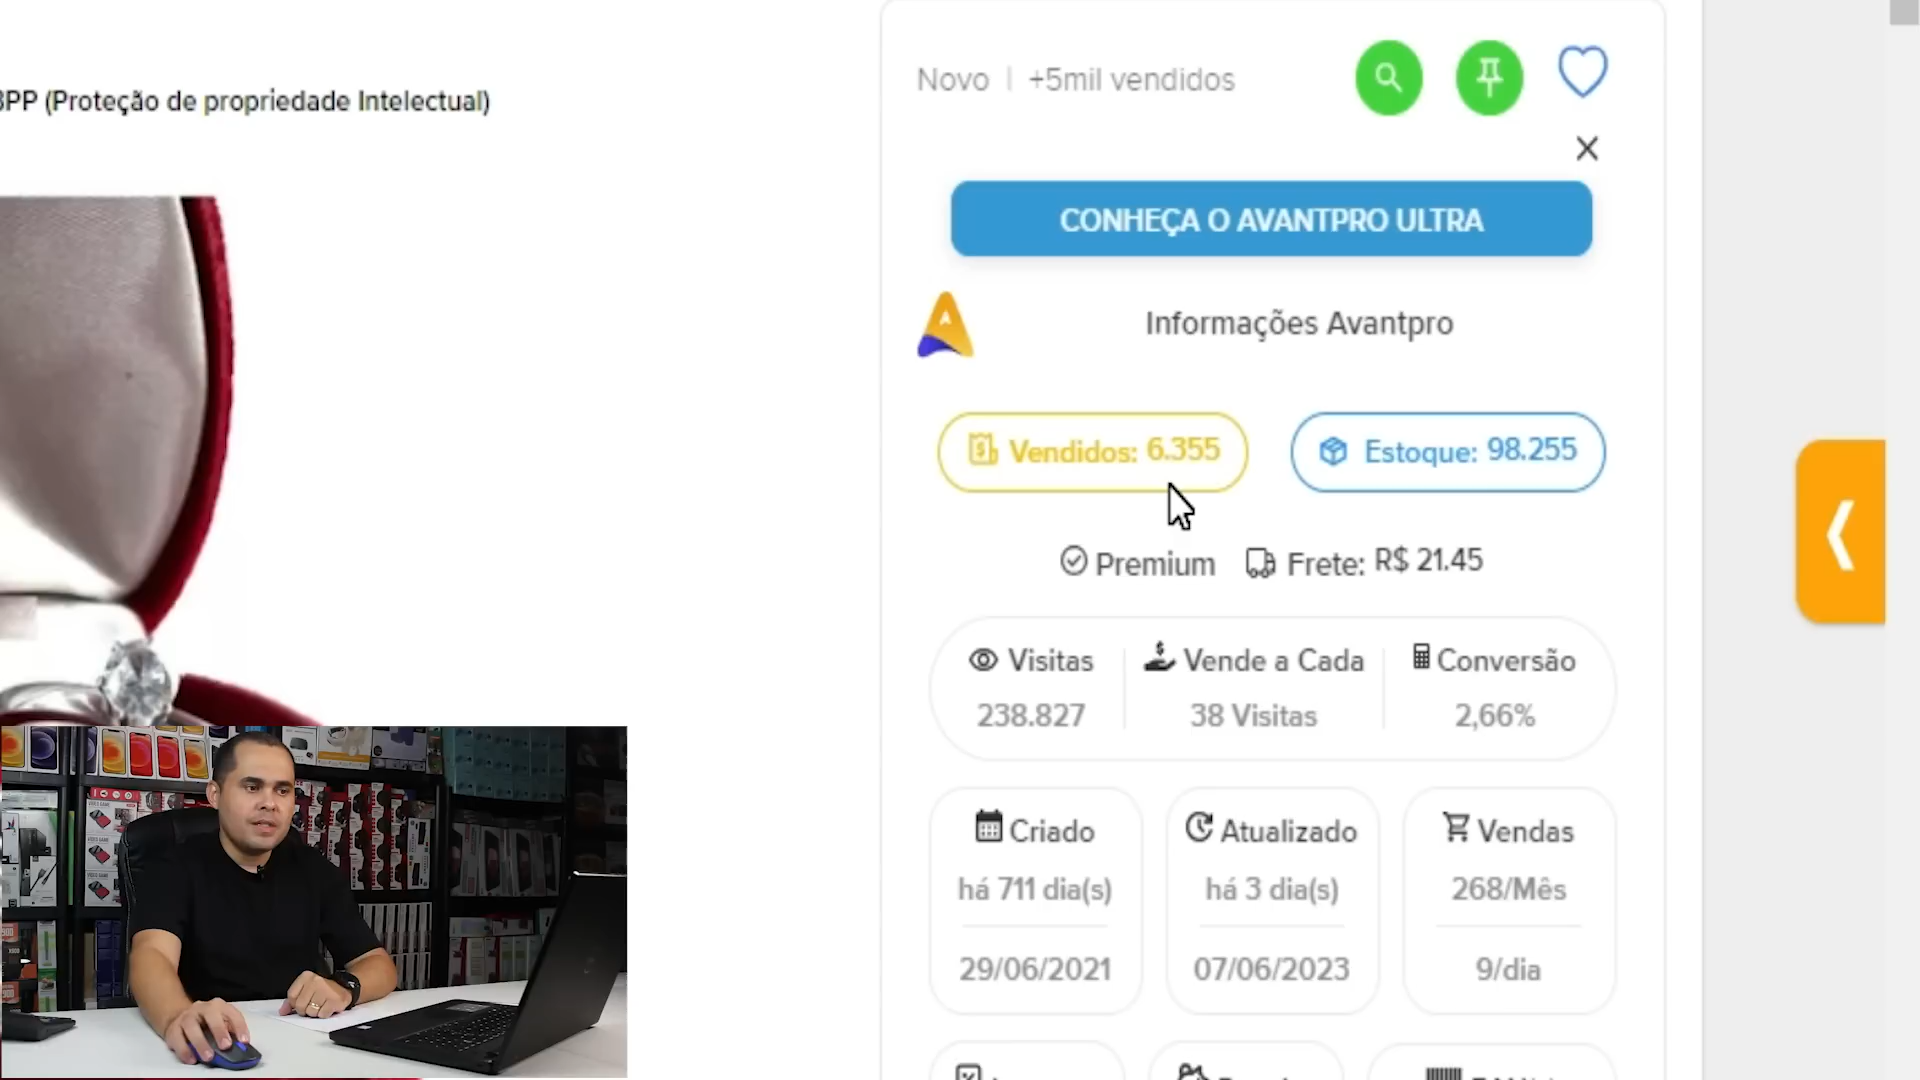 BPP (Proteção de propriedade Intelectual)
Novo | +5mil vendidos
CONHEÇA O AVANTPRO ULTRA
Informações Avantpro
Vendidos: 6.355
Estoque: 98.255
Premium
Frete: R$ 21.45
Visitas
238.827
Vende a Cada
38 Visitas
Conversão
2,66%
Criado
há 711 dia(s)
29/06/2021
Atualizado
há 3 dia(s)
07/06/2023
Vendas
268/Mês
9/dia